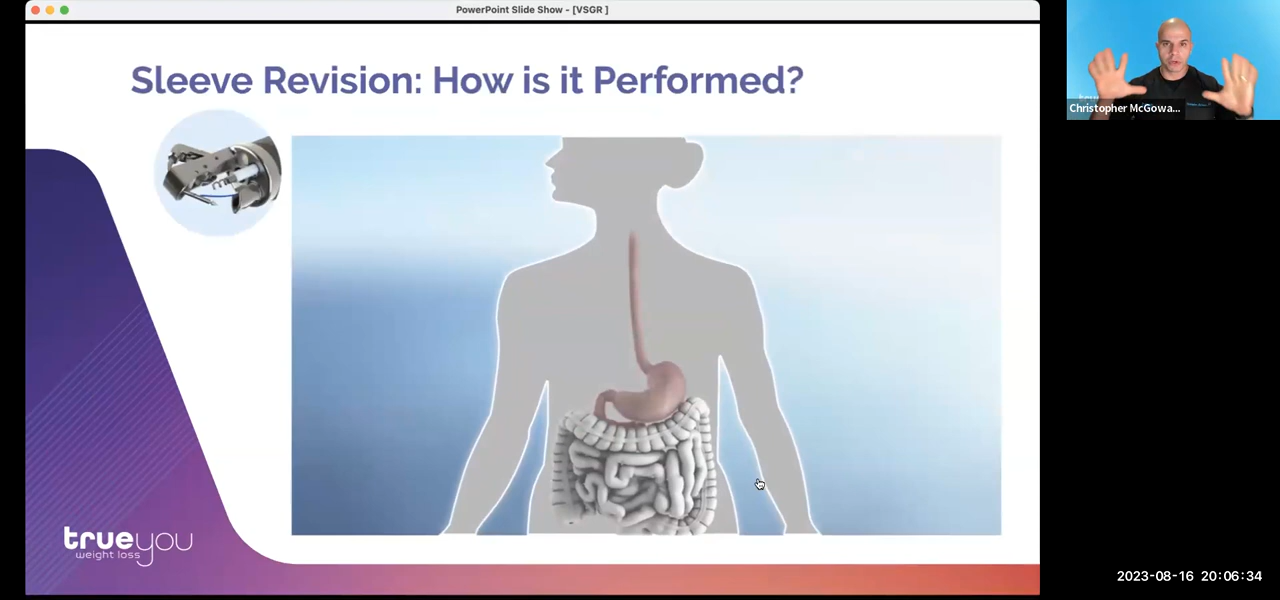 PowerPoint Slide Show - [VSGR ]
Sleeve Revision: How is it Performed?
Christopher McGowa...
trueyou
weight loss
2023-08-16 20:06:34